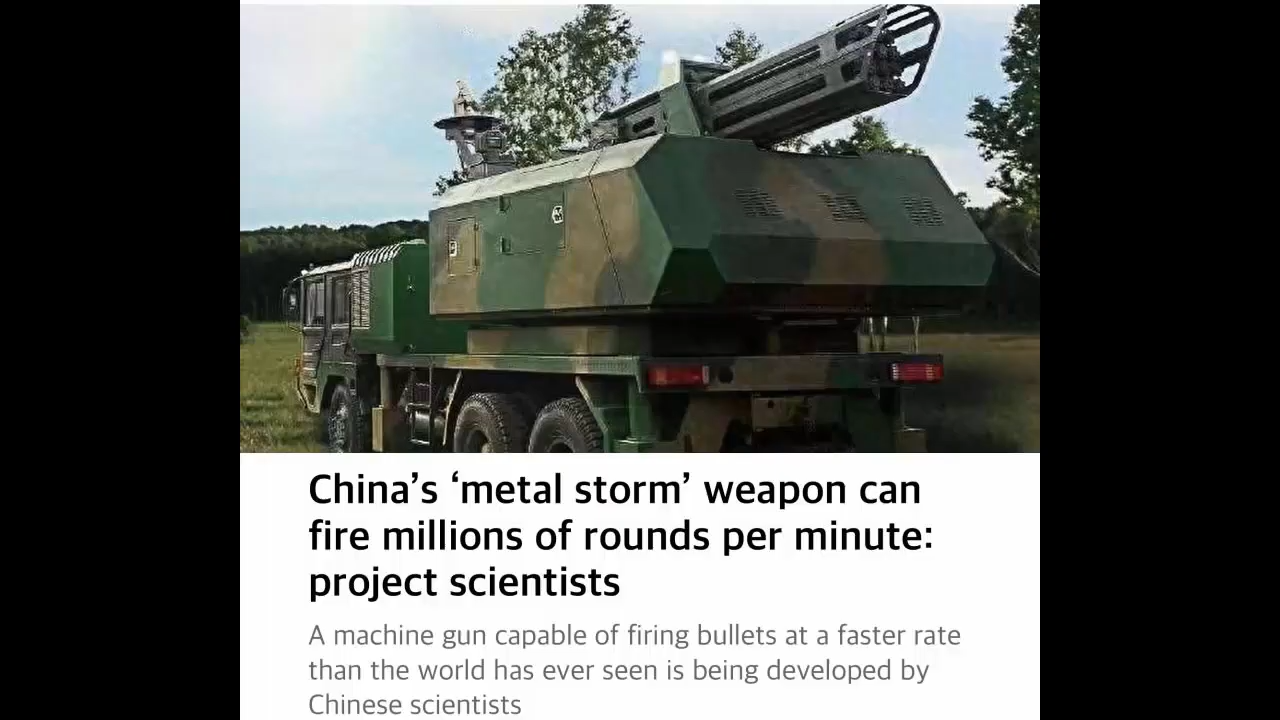 China’s ‘metal storm’ weapon can
fire millions of rounds per minute:
project scientists
A machine gun capable of firing bullets at a faster rate
than the world has ever seen is being developed by
Chinese scientists